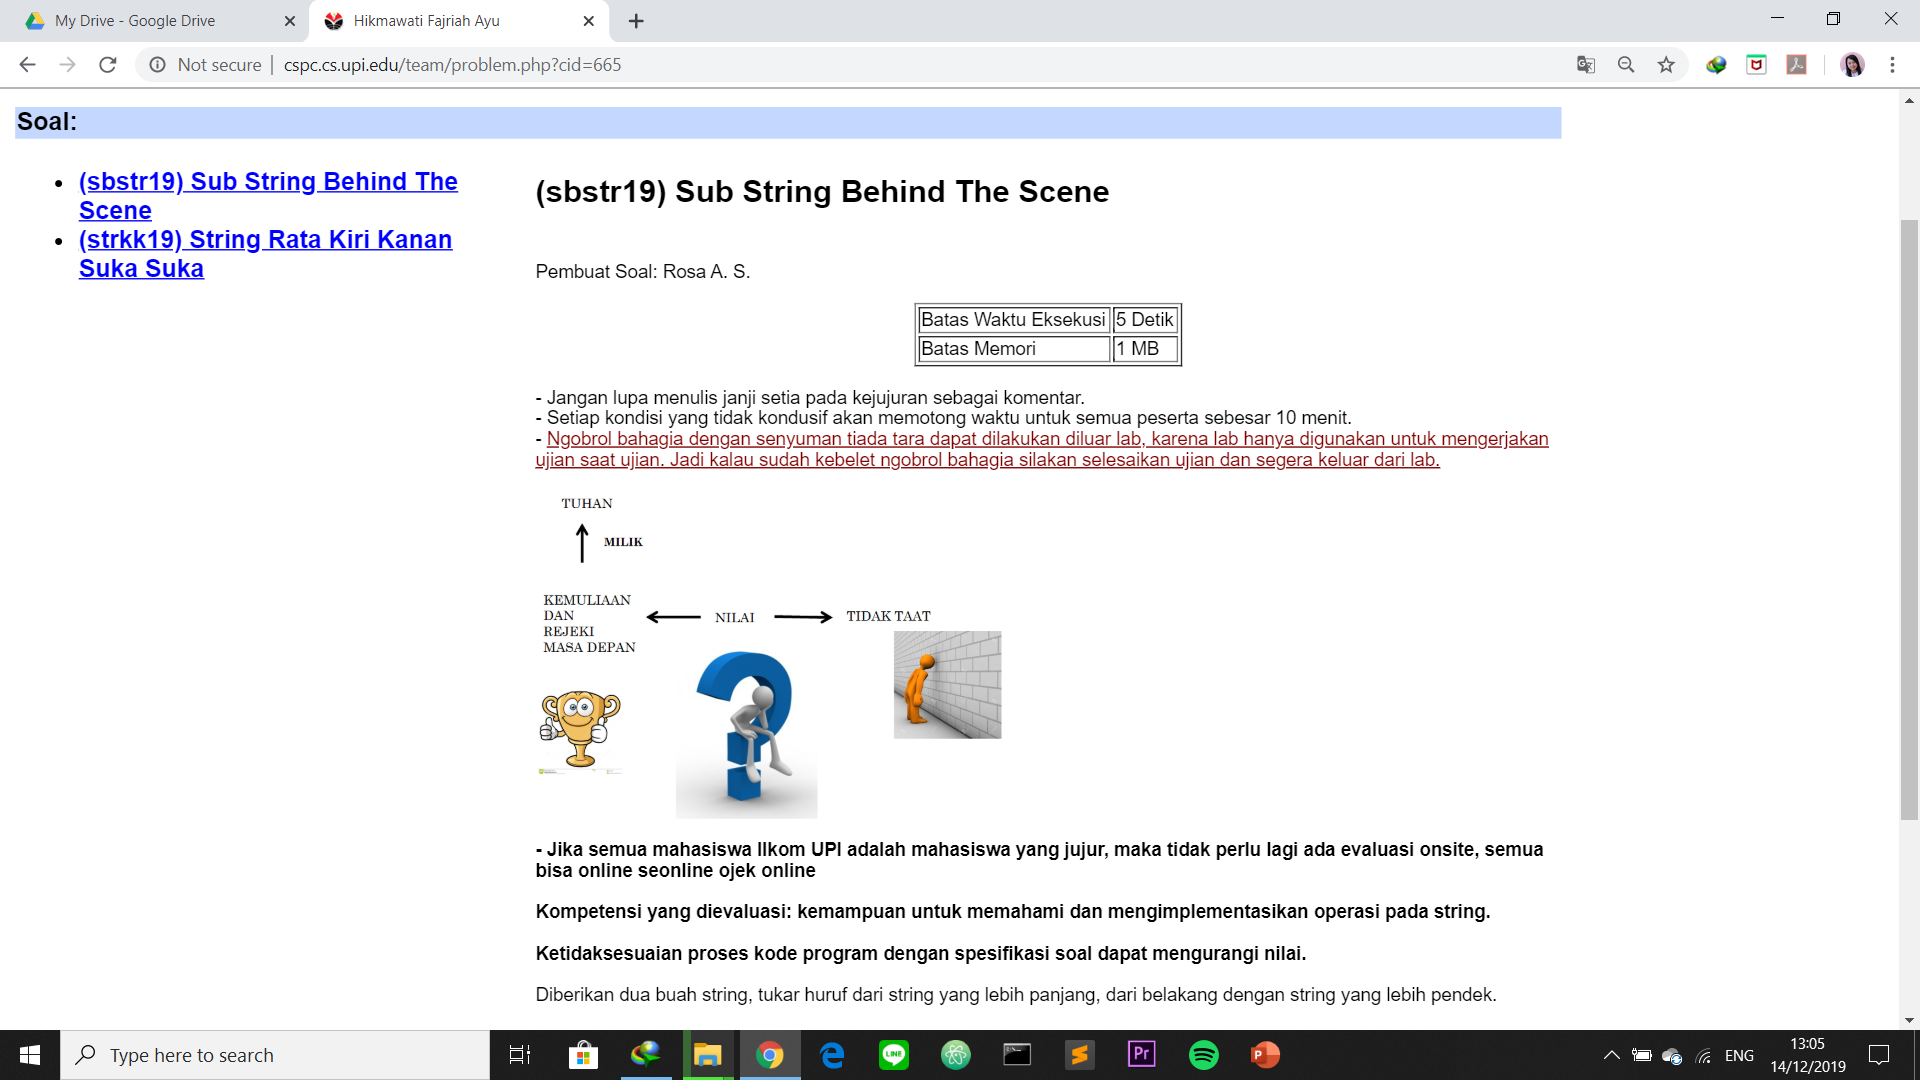 My Drive - Google Drive
Hikmawati Fajriah Ayu
Not secure | cspc.cs.upi.edu/team/problem.php?cid=665
Soal:
(sbstr19) Sub String Behind The
Scene
(strkk19) String Rata Kiri Kanan
Suka Suka
(sbstr19) Sub String Behind The Scene
Pembuat Soal: Rosa A. S.
Batas Waktu Eksekusi 5 Detik
Batas Memori 1 MB
- Jangan lupa menulis janji setia pada kejujuran sebagai komentar.
- Setiap kondisi yang tidak kondusif akan memotong waktu untuk semua peserta sebesar 10 menit.
- Ngobrol bahagia dengan senyuman tiada tara dapat dilakukan diluar lab, karena lab hanya digunakan untuk mengerjakan
ujian saat ujian. Jadi kalau sudah kebelet ngobrol bahagia silakan selesaikan ujian dan segera keluar dari lab.
TUHAN
MILIK
KEMULIAAN
DAN
REJEKI
MASA DEPAN
NILAI
TIDAK TAAT
- Jika semua mahasiswa Ilkom UPI adalah mahasiswa yang jujur, maka tidak perlu lagi ada evaluasi onsite, semua
bisa online seonline ojek online
Kompetensi yang dievaluasi: kemampuan untuk memahami dan mengimplementasikan operasi pada string.
Ketidaksesuaian proses kode program dengan spesifikasi soal dapat mengurangi nilai.
Diberikan dua buah string, tukar huruf dari string yang lebih panjang, dari belakang dengan string yang lebih pendek.
Type here to search
LINE
Pr
ENG
13:05
14/12/2019